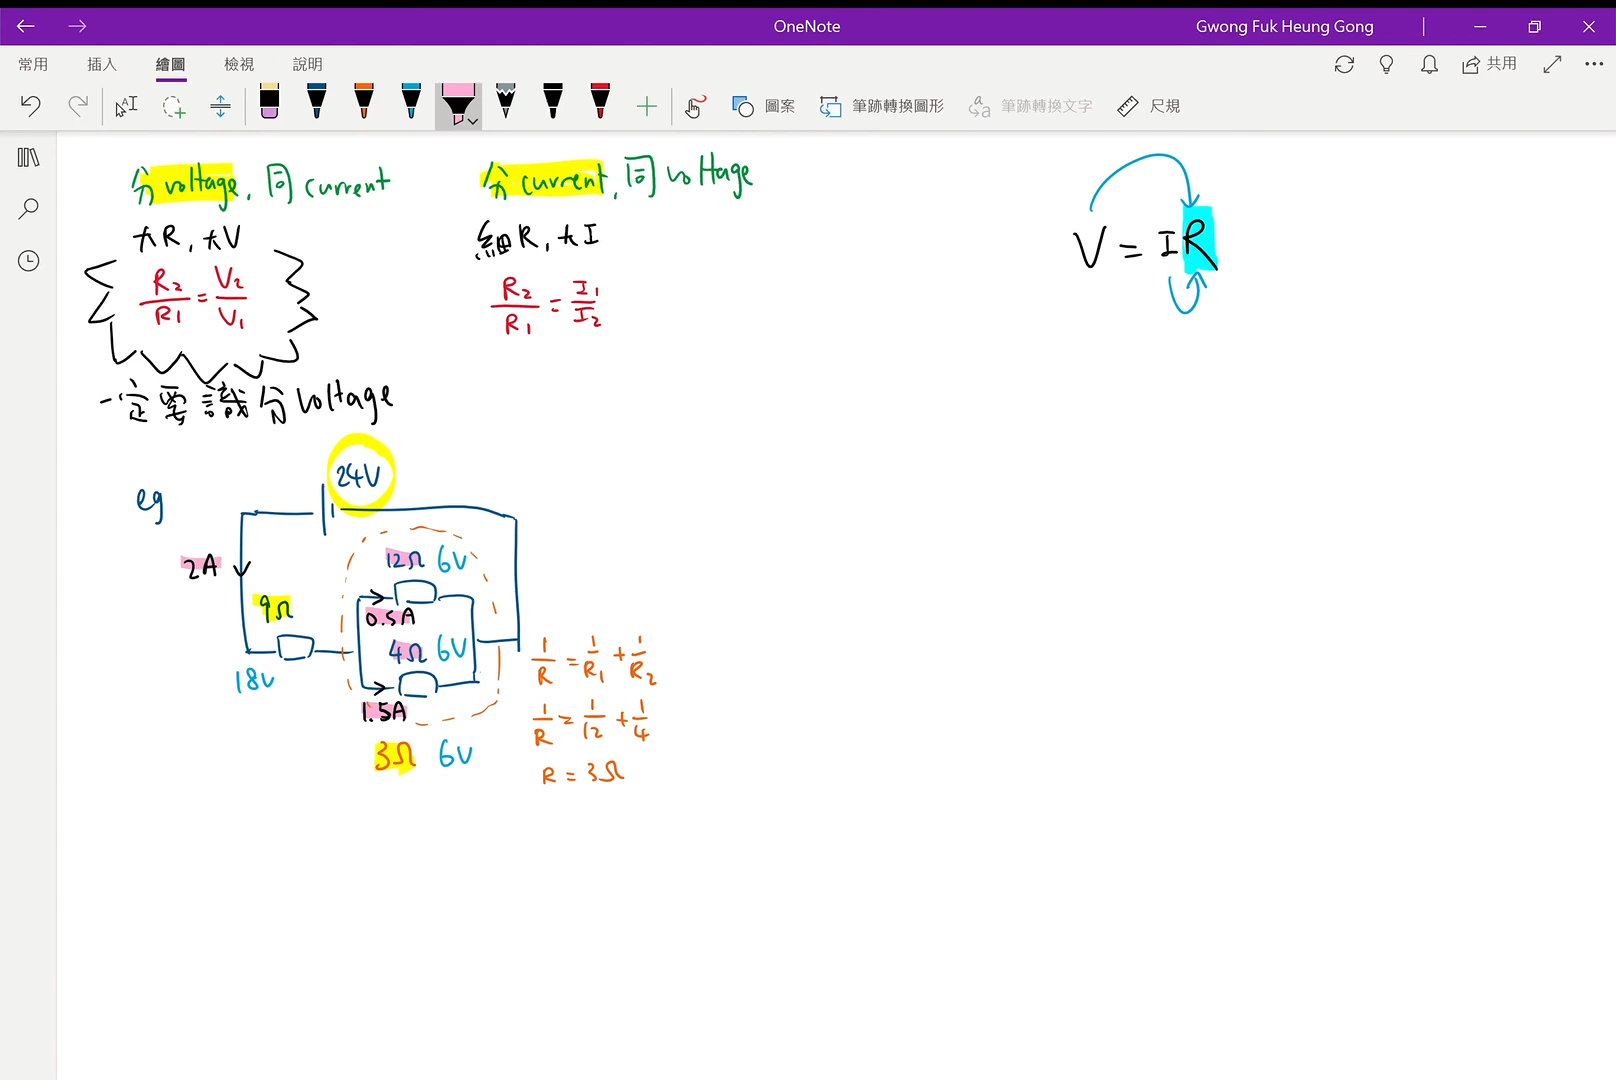 OneNote
Gwong Fuk Heung Gong
常用 插入 繪圖 檢視 說明
共用
圖案 筆跡轉換圖形 筆跡轉換文字 尺規
分 voltage, 同 current
大R, 大V
R₂/R₁ = V₂/V₁
一定要識分 voltage
分 current, 同 voltage
細R, 大I
R₂/R₁ = I₁/I₂
V = IR
eg
24V
2A
9Ω
18V
12Ω 6V
0.5A
4Ω 6V
1.5A
3Ω 6V
1/R = 1/R₁ + 1/R₂
1/R = 1/12 + 1/4
R = 3Ω